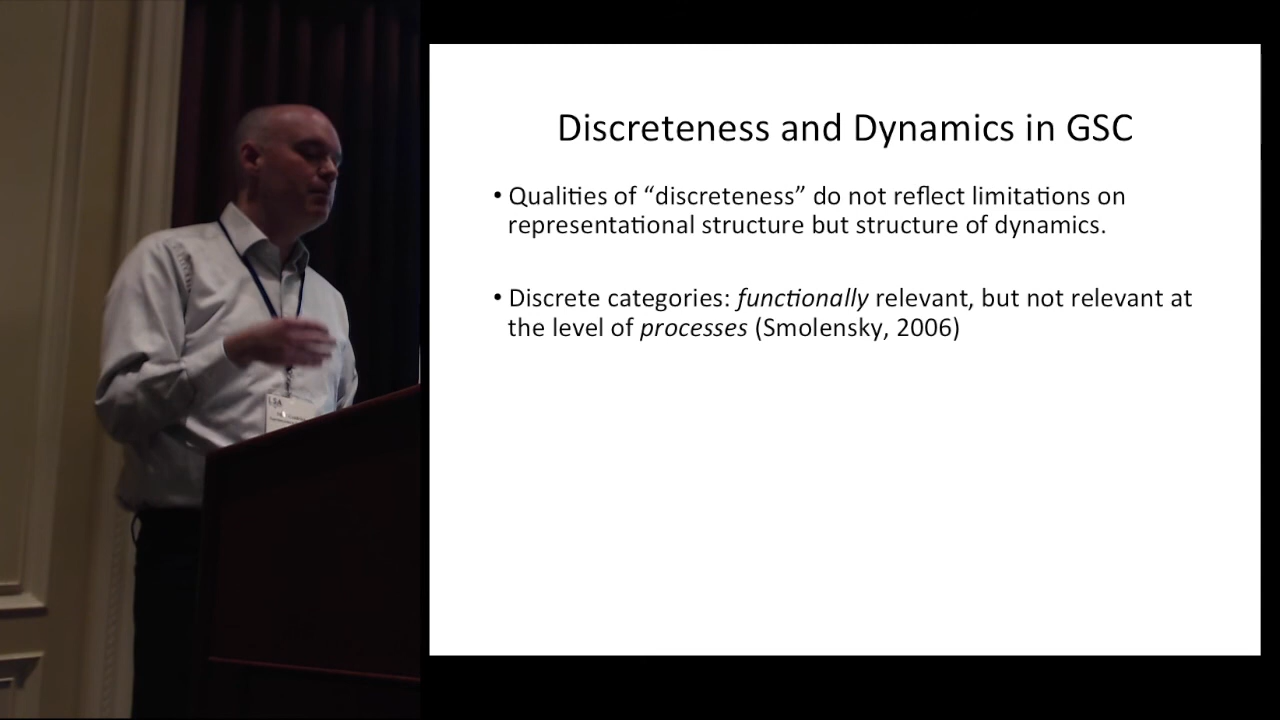 Discreteness and Dynamics in GSC
• Qualities of “discreteness” do not reflect limitations on
representational structure but structure of dynamics.
• Discrete categories: functionally relevant, but not relevant at
the level of processes (Smolensky, 2006)
LSA